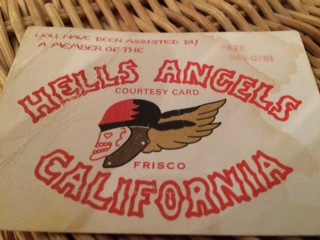 YOU HAVE BEEN ASSISTED BY
A MEMBER OF THE
HELLS ANGELS
COURTESY CARD
FRISCO
CALIFORNIA